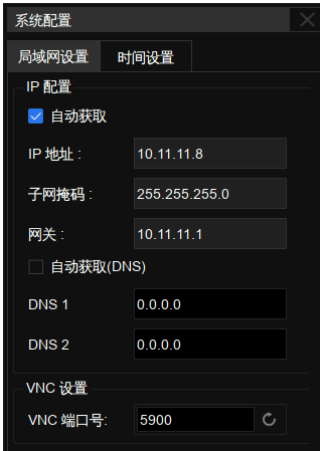 系统配置
局域网设置 时间设置
IP 配置
自动获取
IP 地址 : 10.11.11.8
子网掩码 : 255.255.255.0
网关 : 10.11.11.1
自动获取(DNS)
DNS 1 0.0.0.0
DNS 2 0.0.0.0
VNC 设置
VNC 端口号: 5900